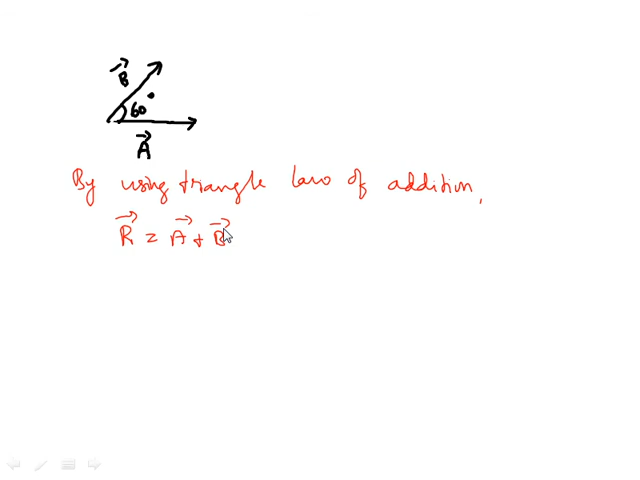 B⃗
60°
A⃗
By using triangle law of addition,
R⃗ = A⃗ + B⃗